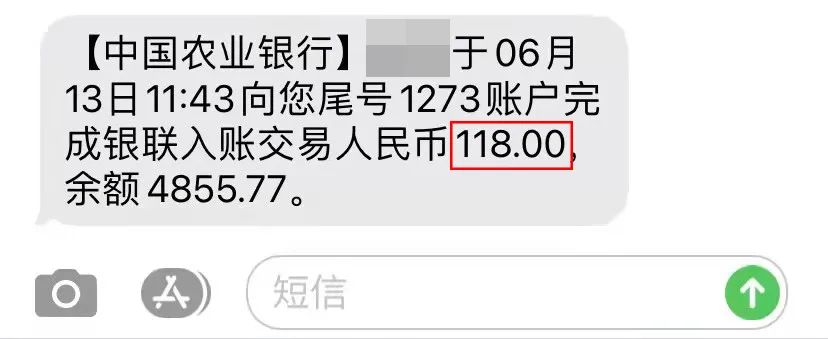 【中国农业银行】于06月
13日11:43向您尾号1273账户完
成银联入账交易人民币118.00,
余额4855.77。
短信